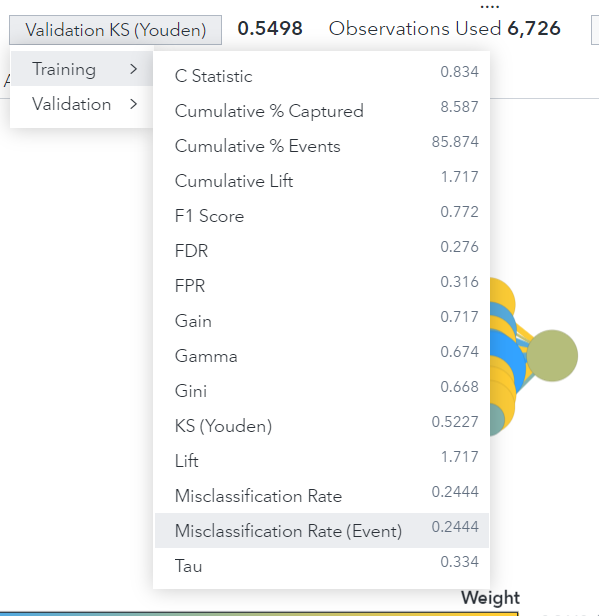 Validation KS (Youden) 0.5498 Observations Used 6,726
Training >
Validation >
C Statistic 0.834
Cumulative % Captured 8.587
Cumulative % Events 85.874
Cumulative Lift 1.717
F1 Score 0.772
FDR 0.276
FPR 0.316
Gain 0.717
Gamma 0.674
Gini 0.668
KS (Youden) 0.5227
Lift 1.717
Misclassification Rate 0.2444
Misclassification Rate (Event) 0.2444
Tau 0.334
Weight